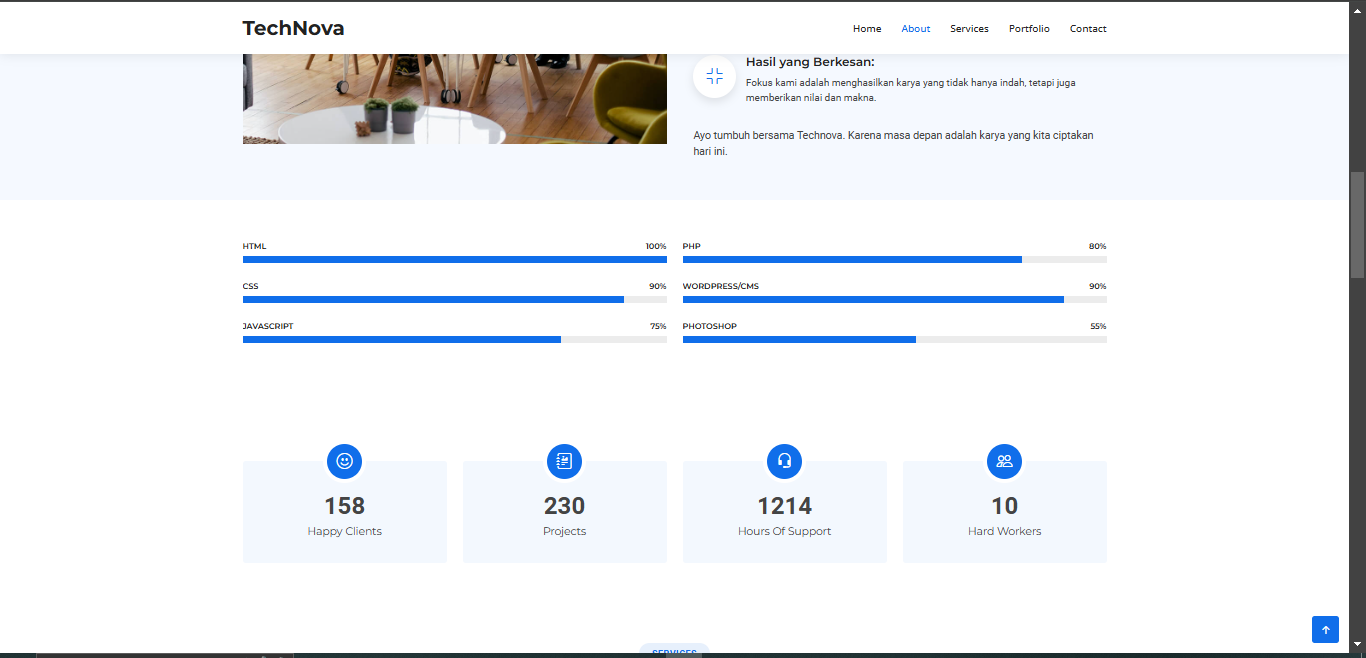 TechNova
Home About Services Portfolio Contact
Hasil yang Berkesan:
Fokus kami adalah menghasilkan karya yang tidak hanya indah, tetapi juga
memberikan nilai dan makna.
Ayo tumbuh bersama Technova. Karena masa depan adalah karya yang kita ciptakan
hari ini.
HTML 100%
PHP 80%
CSS 90%
WORDPRESS/CMS 90%
JAVASCRIPT 75%
PHOTOSHOP 55%
158
Happy Clients
230
Projects
1214
Hours Of Support
10
Hard Workers
SERVICES